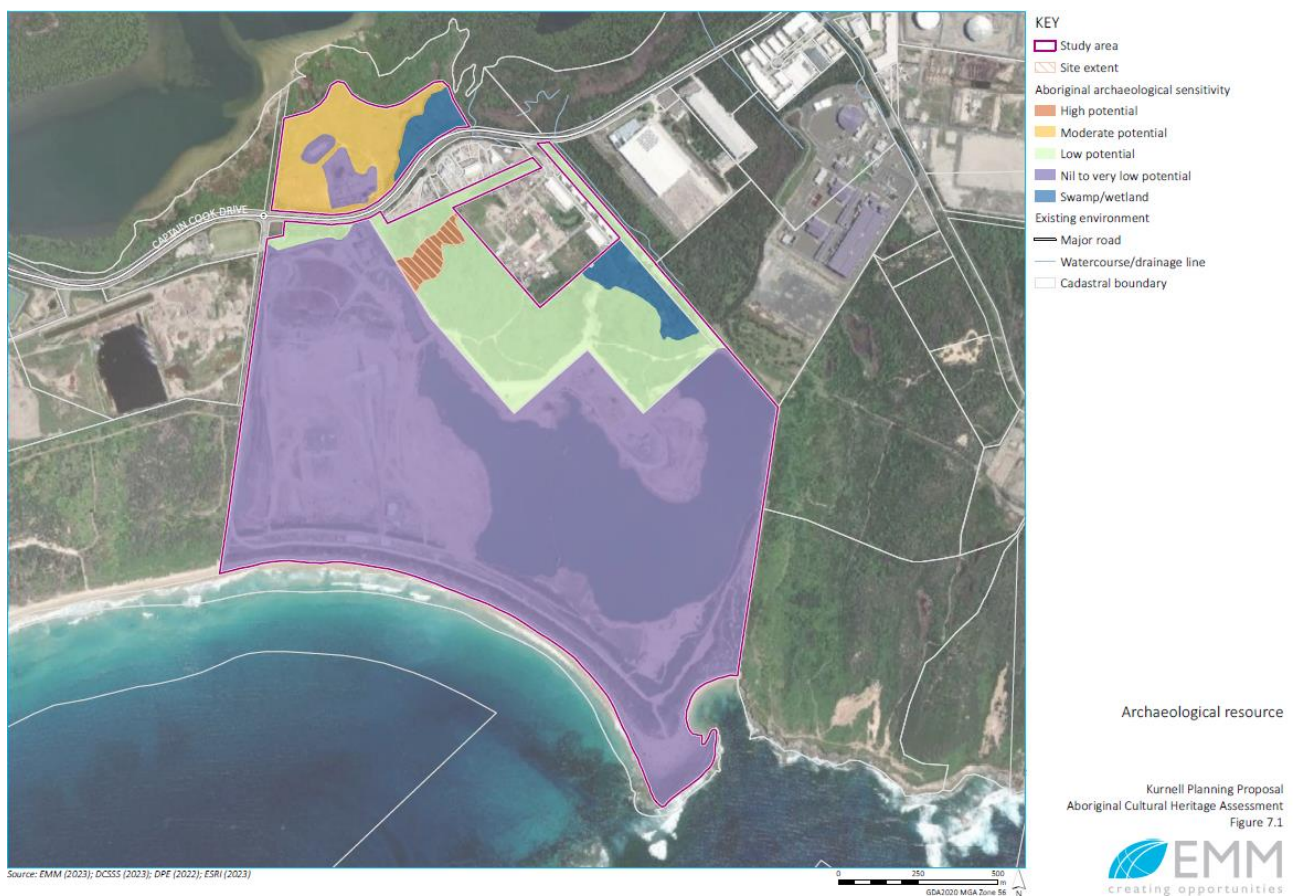 KEY
Study area
Site extent
Aboriginal archaeological sensitivity
High potential
Moderate potential
Low potential
Nil to very low potential
Swamp/wetland
Existing environment
Major road
Watercourse/drainage line
Cadastral boundary
CAPTAIN COOK DRIVE
Archaeological resource
Kurnell Planning Proposal
Aboriginal Cultural Heritage Assessment
Figure 7.1
EMM
creating opportunities
Source: EMM (2023); DCSSS (2023); DPE (2022); ESRI (2023)
0 250 500
m
GDA2020 MGA Zone 56 N